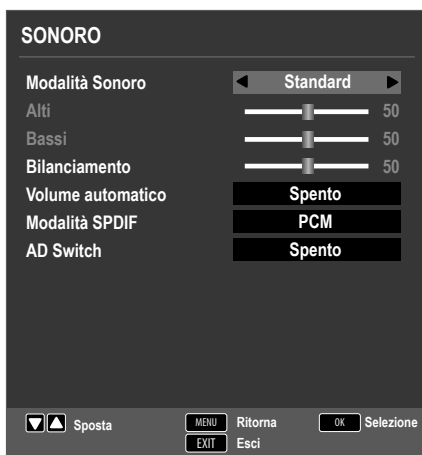 SONORO
Modalità Sonoro Standard
Alti 50
Bassi 50
Bilanciamento 50
Volume automatico Spento
Modalità SPDIF PCM
AD Switch Spento
Sposta MENU Ritorna OK Selezione
EXIT Esci